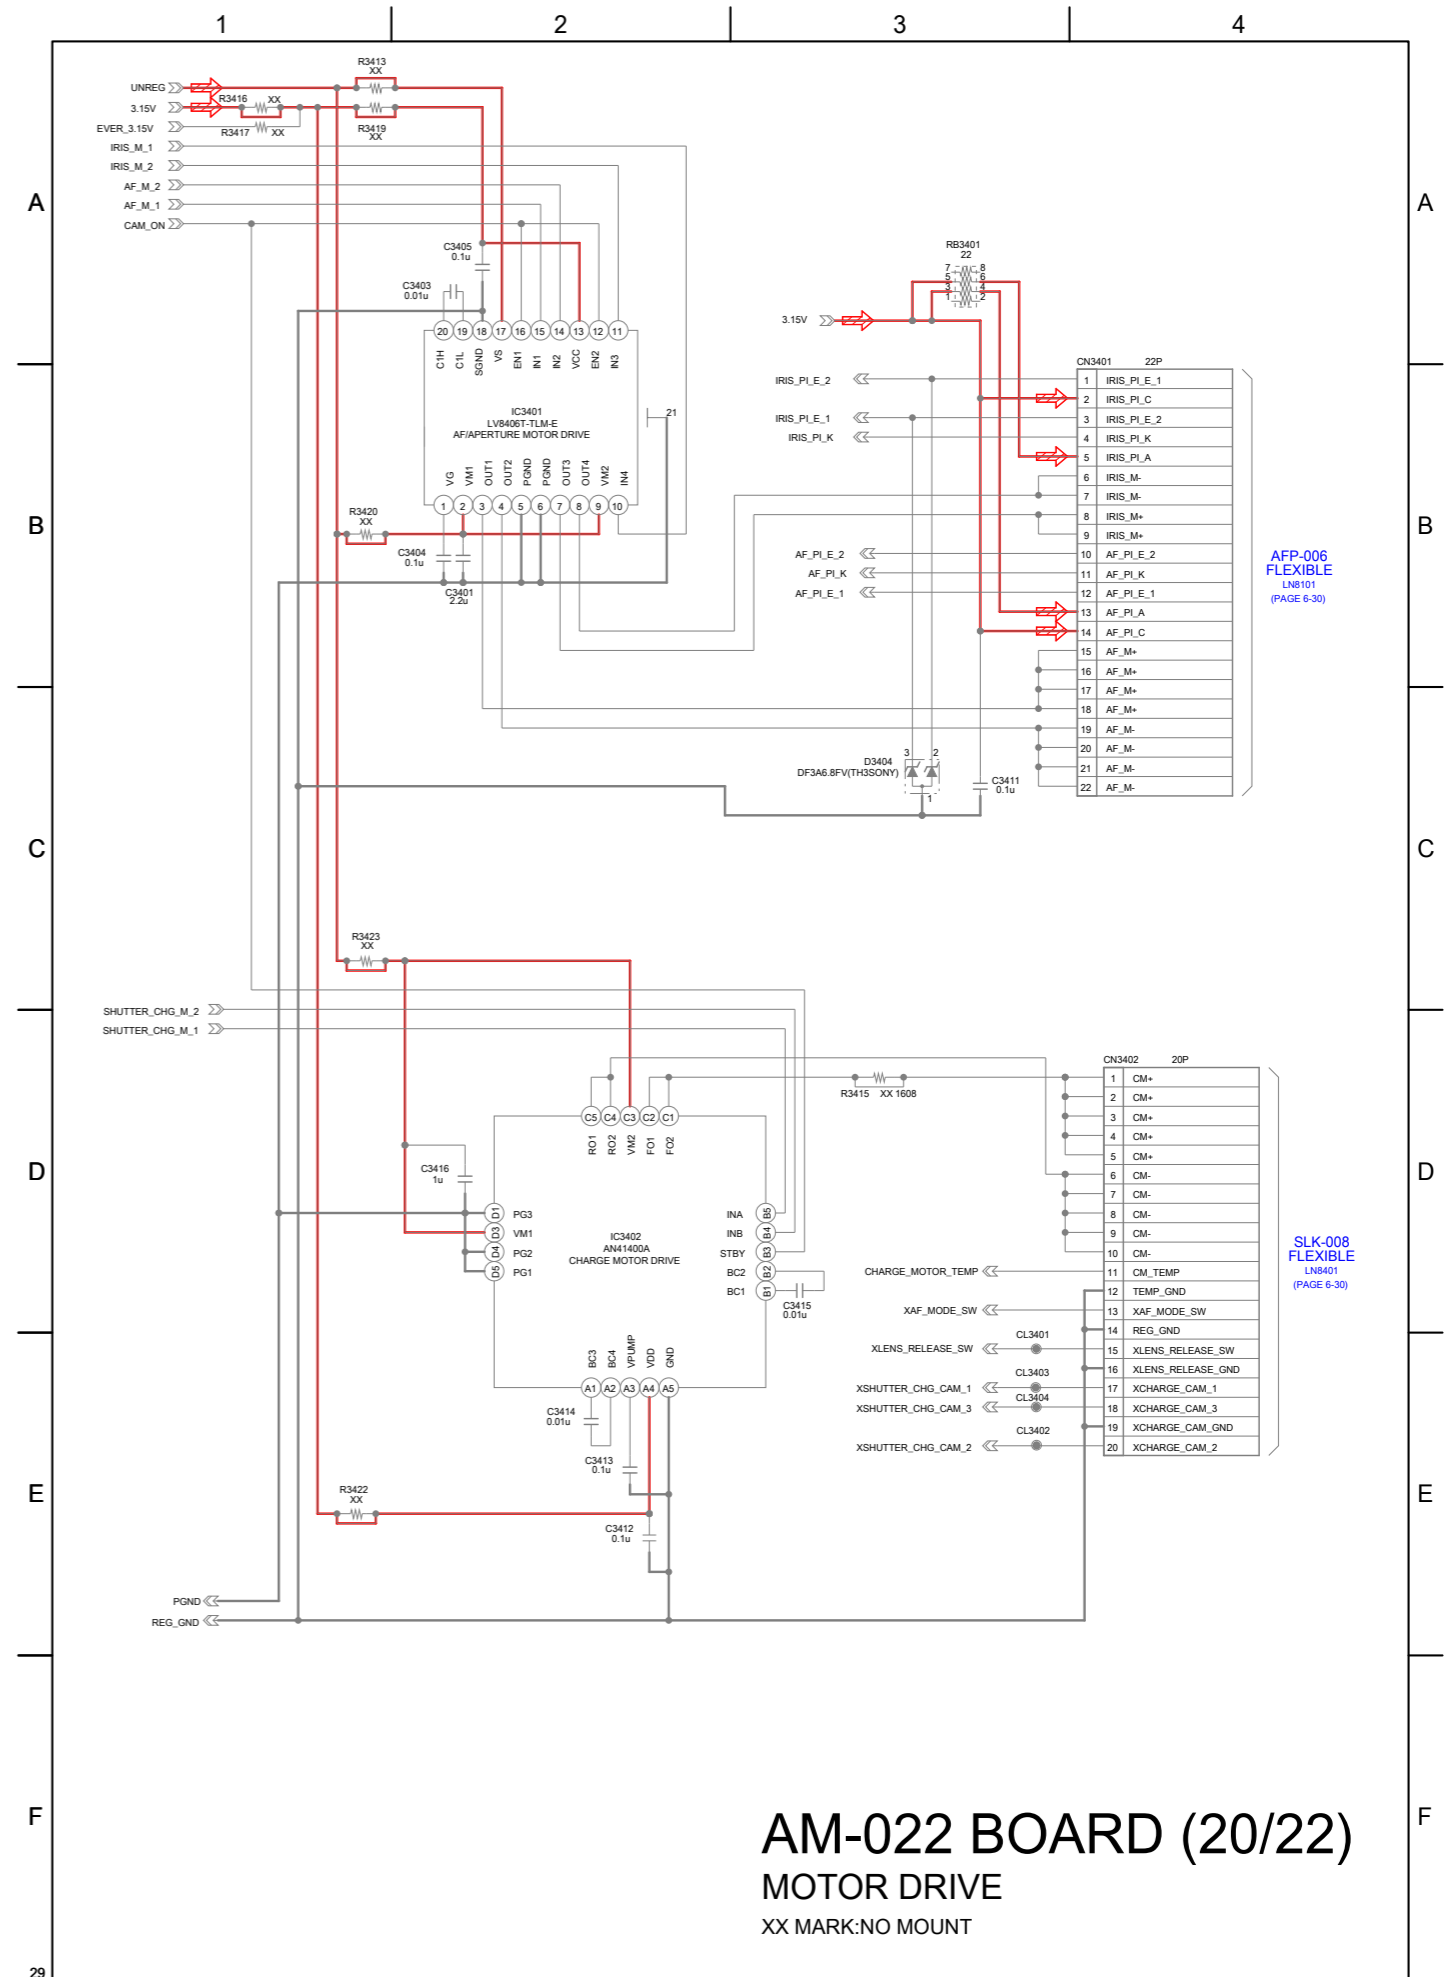 1 2 3 4
A A
B B
C C
D D
E E
F F
UNREG
3.15V
EVER_3.15V
IRIS_M_1
IRIS_M_2
AF_M_2
AF_M_1
CAM_ON
R3413
XX
R3416 XX
R3417 XX
R3419
XX
C3405
0.1u
C3403
0.01u
20 19 18 17 16 15 14 13 12 11
C1H C1L SGND VS EN1 IN1 IN2 VCC EN2 IN3
IC3401
LV8406T-TLM-E
AF/APERTURE MOTOR DRIVE
21
VG VM1 OUT1 OUT2 PGND PGND OUT3 OUT4 VM2 IN4
1 2 3 4 5 6 7 8 9 10
R3420
XX
C3404
0.1u
C3401
2.2u
RB3401
22
7 8
5 6
3 4
1 2
3.15V
IRIS_PI_E_2
IRIS_PI_E_1
IRIS_PI_K
AF_PI_E_2
AF_PI_K
AF_PI_E_1
CN3401 22P
1 IRIS_PI_E_1
2 IRIS_PI_C
3 IRIS_PI_E_2
4 IRIS_PI_K
5 IRIS_PI_A
6 IRIS_M-
7 IRIS_M-
8 IRIS_M+
9 IRIS_M+
10 AF_PI_E_2
11 AF_PI_K
12 AF_PI_E_1
13 AF_PI_A
14 AF_PI_C
15 AF_M+
16 AF_M+
17 AF_M+
18 AF_M+
19 AF_M-
20 AF_M-
21 AF_M-
22 AF_M-
AFP-006
FLEXIBLE
LN8101
(PAGE 6-30)
D3404
DF3A6.8FV(TH3SONY)
3 2
1
C3411
0.1u
R3423
XX
SHUTTER_CHG_M_2
SHUTTER_CHG_M_1
C5 C4 C3 C2 C1
RO1 RO2 VM2 FO1 FO2
R3415 XX 1608
C3416
1u
D1 PG3
D3 VM1
D4 PG2
D5 PG1
IC3402
AN41400A
CHARGE MOTOR DRIVE
INA B5
INB B4
STBY B3
BC2 B2
BC1 B1
C3415
0.01u
BC3 BC4 VPUMP VDD GND
A1 A2 A3 A4 A5
C3414
0.01u
C3413
0.1u
R3422
XX
C3412
0.1u
CHARGE_MOTOR_TEMP
XAF_MODE_SW
XLENS_RELEASE_SW
CL3401
XSHUTTER_CHG_CAM_1
CL3403
XSHUTTER_CHG_CAM_3
CL3404
XSHUTTER_CHG_CAM_2
CL3402
CN3402 20P
1 CM+
2 CM+
3 CM+
4 CM+
5 CM+
6 CM-
7 CM-
8 CM-
9 CM-
10 CM-
11 CM_TEMP
12 TEMP_GND
13 XAF_MODE_SW
14 REG_GND
15 XLENS_RELEASE_SW
16 XLENS_RELEASE_GND
17 XCHARGE_CAM_1
18 XCHARGE_CAM_3
19 XCHARGE_CAM_GND
20 XCHARGE_CAM_2
SLK-008
FLEXIBLE
LN8401
(PAGE 6-30)
PGND
REG_GND
AM-022 BOARD (20/22)
MOTOR DRIVE
XX MARK:NO MOUNT
29